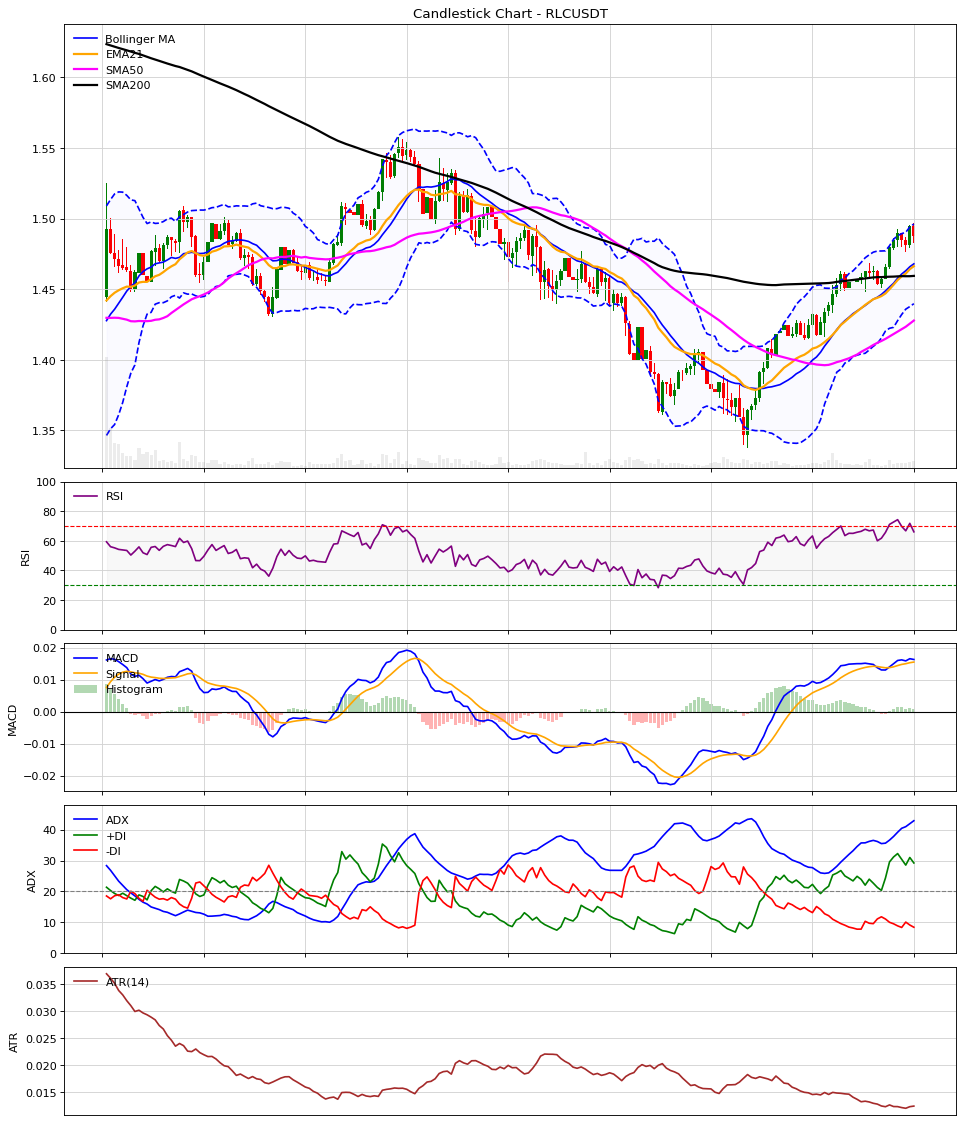 Candlestick Chart - RLCUSDT
Bollinger MA
EMA21
SMA50
SMA200
1.60
1.55
1.50
1.45
1.40
1.35
RSI
100
80
60
40
20
0
RSI
MACD
Signal
Histogram
0.02
0.01
0.00
−0.01
−0.02
MACD
ADX
+DI
-DI
40
30
20
10
0
ADX
ATR(14)
0.035
0.030
0.025
0.020
0.015
ATR